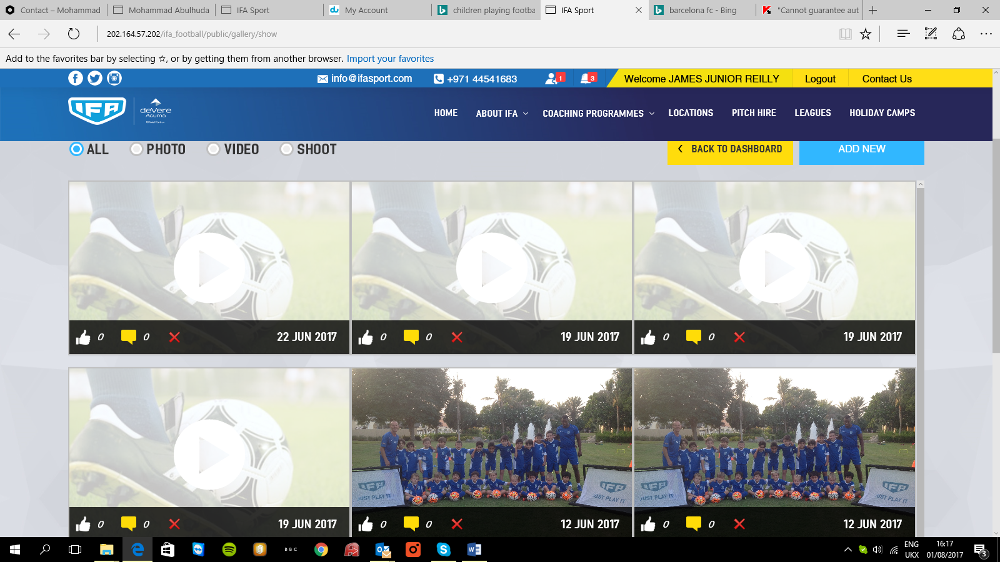 Contact – Mohammad
Mohammad Abulhuda
IFA Sport
du My Account
children playing footba
IFA Sport
barcelona fc - Bing
"Cannot guarantee aut
202.164.57.202/ifa_football/public/gallery/show
Add to the favorites bar by selecting ☆, or by getting them from another browser. Import your favorites
info@ifasport.com
+971 44541683
1
3
Welcome JAMES JUNIOR REILLY
Logout
Contact Us
IFA
deVere
Acuma
Official Partner
HOME
ABOUT IFA
COACHING PROGRAMMES
LOCATIONS
PITCH HIRE
LEAGUES
HOLIDAY CAMPS
ALL
PHOTO
VIDEO
SHOOT
BACK TO DASHBOARD
ADD NEW
0 0 22 JUN 2017
0 0 19 JUN 2017
0 0 19 JUN 2017
IFA
JUST PLAY IT
IFA
JUST PLAY IT
IFA
JUST PLAY IT
IFA
JUST PLAY IT
0 0 19 JUN 2017
0 0 12 JUN 2017
0 0 12 JUN 2017
BBC
ENG
UKX
16:17
01/08/2017
3